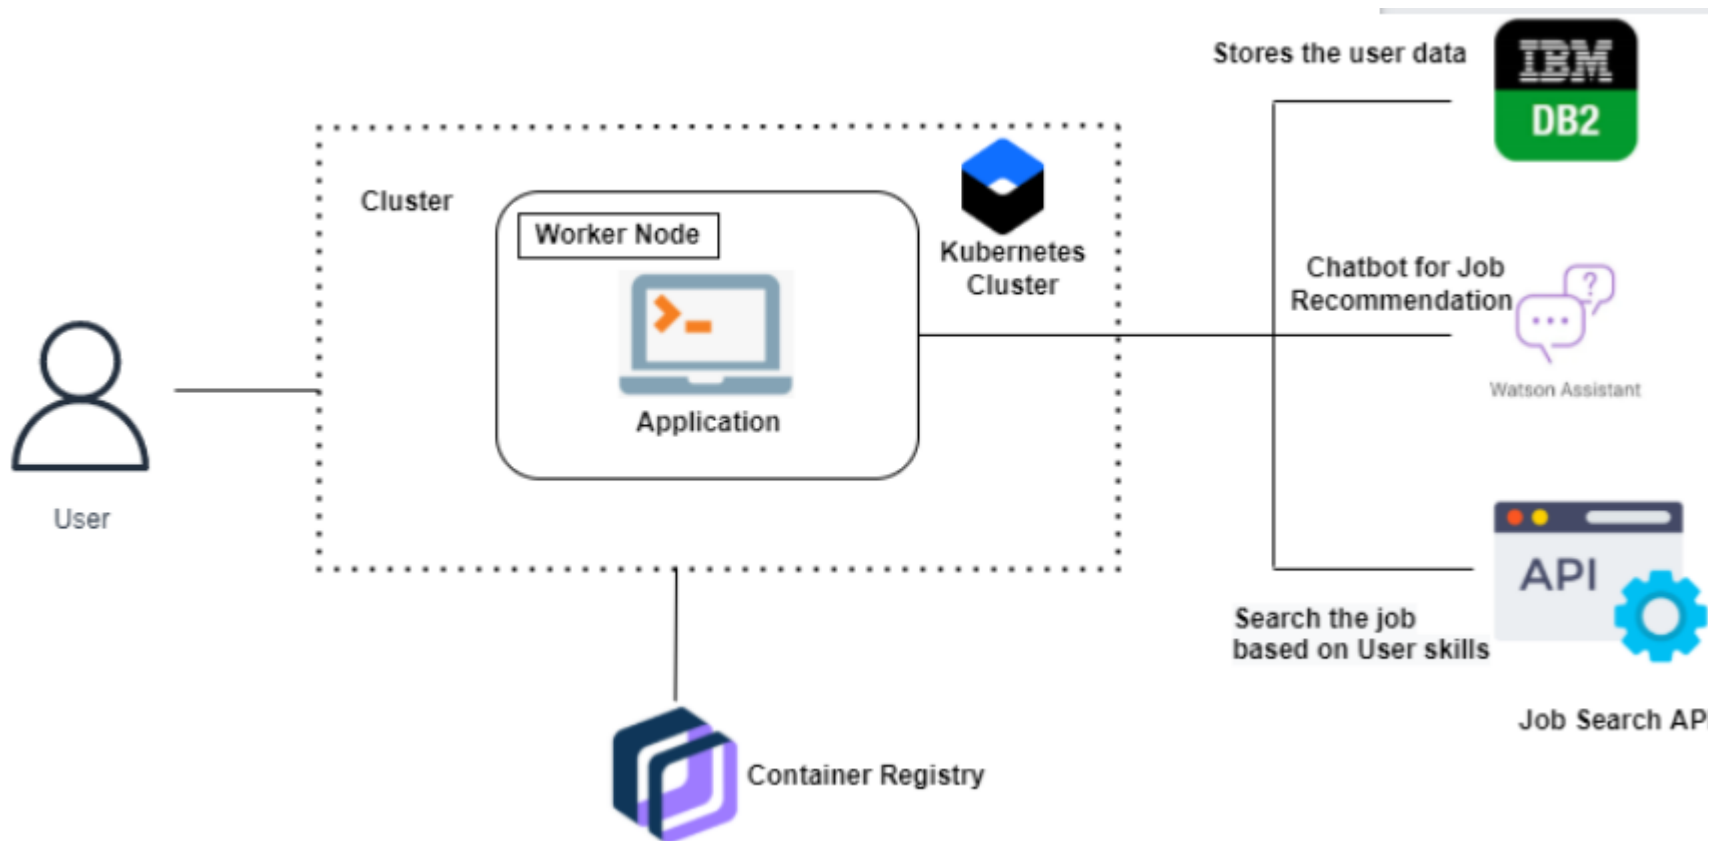 Stores the user data
IBM
DB2
Cluster
Worker Node
Kubernetes
Cluster
Application
Chatbot for Job
Recommendation
?
Watson Assistant
User
API
Search the job
based on User skills
Job Search AP
Container Registry